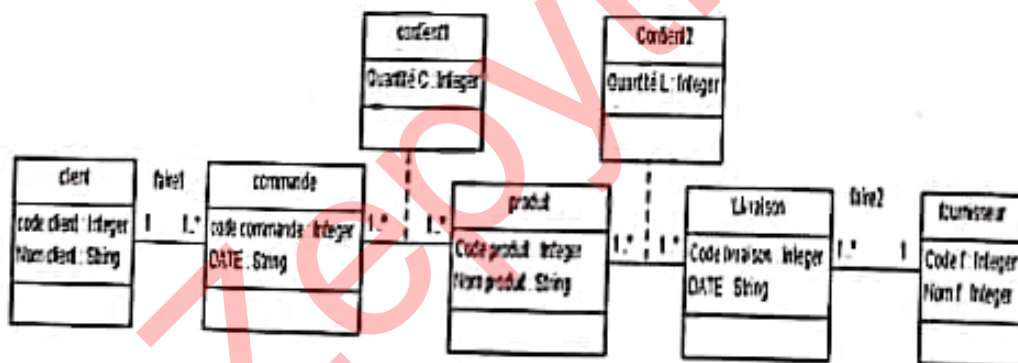 contient1
Quantité C : Integer
Contient2
Quantité L : Integer
client
code client : Integer
Nom client : String
faire1
1 1..*
commande
code commande : Integer
DATE : String
1..* 1..*
produit
Code produit : Integer
Nom produit : String
1..* 1..*
Livraison
Code livraison : Integer
DATE : String
faire2
1..* 1
fournisseur
Code f : Integer
Nom f : Integer